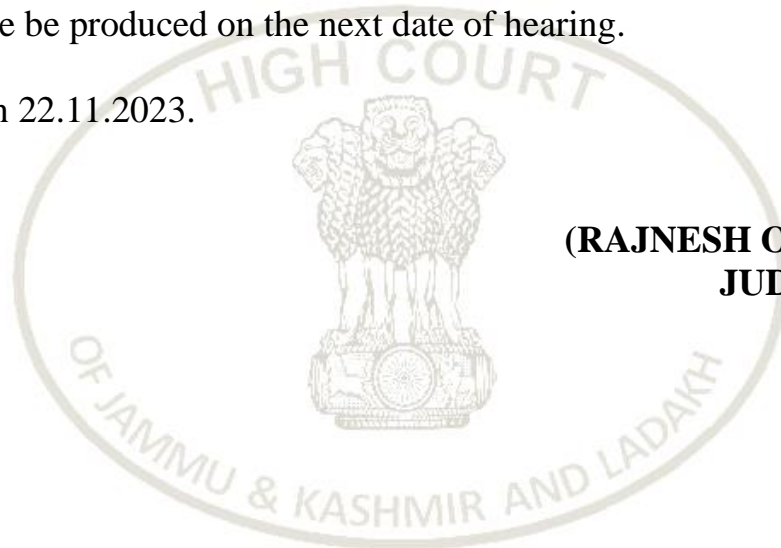 e be produced on the next date of hearing.
HIGH COURT
n 22.11.2023.
(RAJNESH O
JUD
OF JAMMU & KASHMIR AND LADAKH